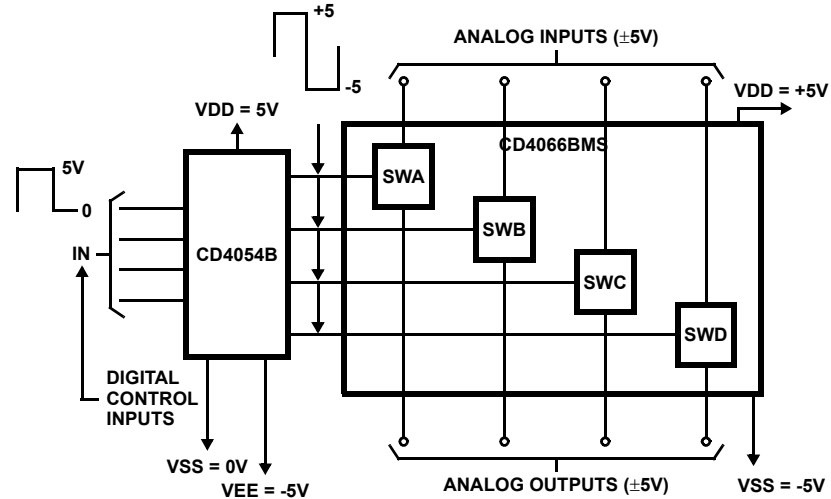 +5
-5
ANALOG INPUTS (±5V)
VDD = +5V
VDD = 5V
CD4066BMS
5V
0
IN
CD4054B
SWA
SWB
SWC
SWD
DIGITAL
CONTROL
INPUTS
VSS = 0V
VEE = -5V
ANALOG OUTPUTS (±5V)
VSS = -5V